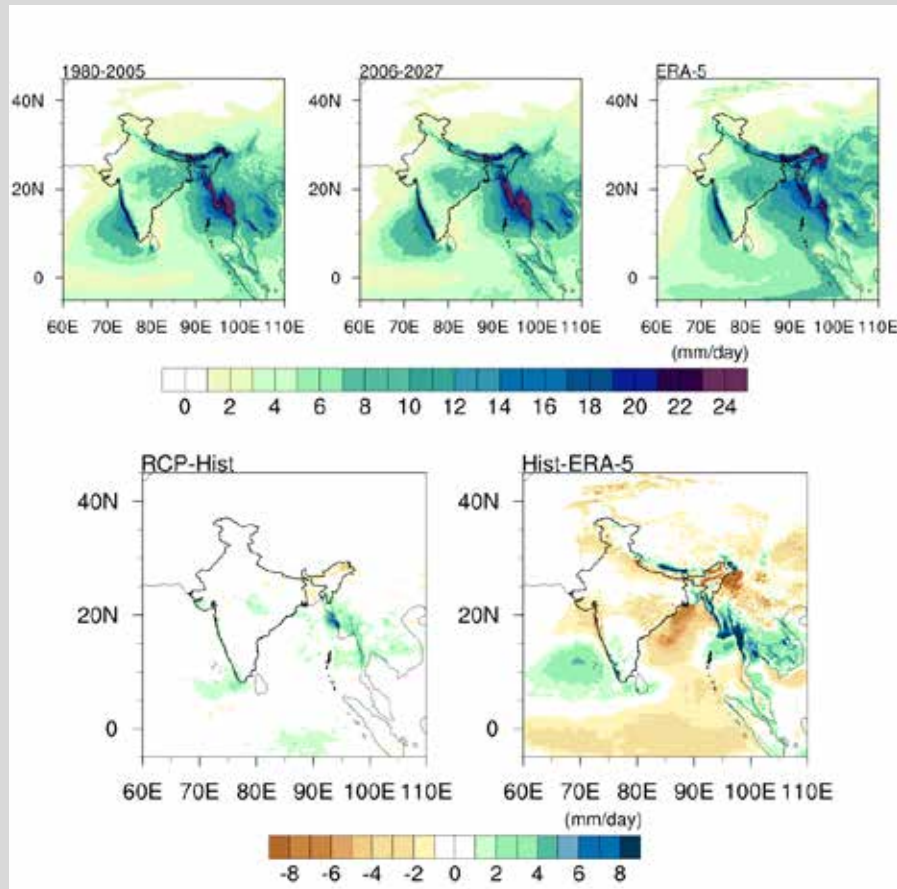 1980-2005 2006-2027 ERA-5
40N 40N 40N
20N 20N 20N
0 0 0
60E 70E 80E 90E 100E 110E 60E 70E 80E 90E 100E 110E 60E 70E 80E 90E 100E 110E
(mm/day)
0 2 4 6 8 10 12 14 16 18 20 22 24
RCP-Hist Hist-ERA-5
40N 40N
20N 20N
0 0
60E 70E 80E 90E 100E 110E 60E 70E 80E 90E 100E 110E
(mm/day)
-8 -6 -4 -2 0 2 4 6 8